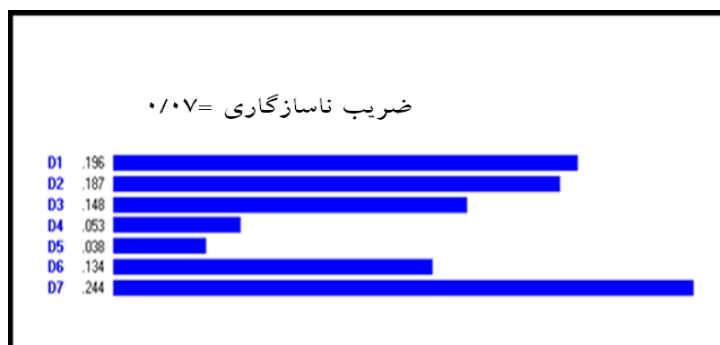 ضریب ناسازگاری =۰/۰۷
D1 .196
D2 .187
D3 .148
D4 .053
D5 .038
D6 .134
D7 .244